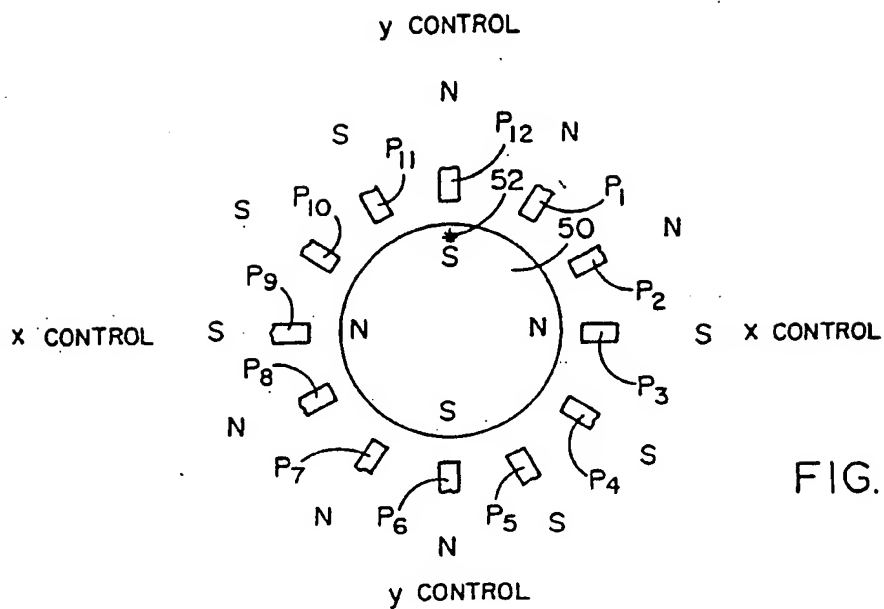 y CONTROL
N
S P12 N
P11 52 P1
S P10 50 N
S P2
P9
x CONTROL S N N S x CONTROL
P8 P3
N S
P7 P4 S
N P6 P5 S FIG.
N
y CONTROL